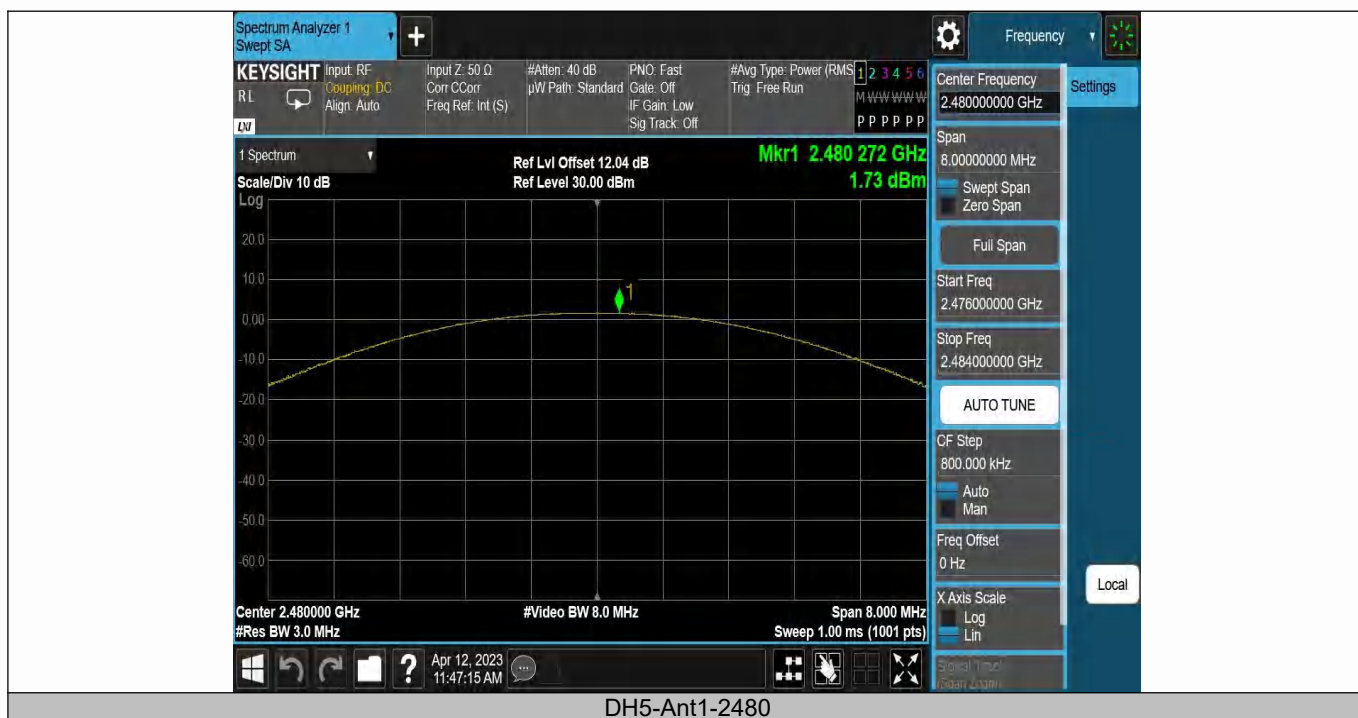 Spectrum Analyzer 1
Swept SA
+
Frequency
KEYSIGHT
R L
LXI
Input: RF
Coupling: DC
Align: Auto
Input Z: 50 Ω
Corr CCorr
Freq Ref: Int (S)
#Atten: 40 dB
µW Path: Standard
PNO: Fast
Gate: Off
IF Gain: Low
Sig Track: Off
#Avg Type: Power (RMS
Trig: Free Run
1 2 3 4 5 6
M W W W W W
P P P P P P
1 Spectrum
Scale/Div 10 dB
Log
Ref Lvl Offset 12.04 dB
Ref Level 30.00 dBm
Mkr1 2.480 272 GHz
1.73 dBm
20.0
10.0
0.00
-10.0
-20.0
-30.0
-40.0
-50.0
-60.0
1
Center 2.480000 GHz
#Res BW 3.0 MHz
#Video BW 8.0 MHz
Span 8.000 MHz
Sweep 1.00 ms (1001 pts)
Center Frequency
2.480000000 GHz
Settings
Span
8.00000000 MHz
Swept Span
Zero Span
Full Span
Start Freq
2.476000000 GHz
Stop Freq
2.484000000 GHz
AUTO TUNE
CF Step
800.000 kHz
Auto
Man
Freq Offset
0 Hz
X Axis Scale
Log
Lin
Signal Track
(Span Zoom)
Local
?
Apr 12, 2023
11:47:15 AM
DH5-Ant1-2480